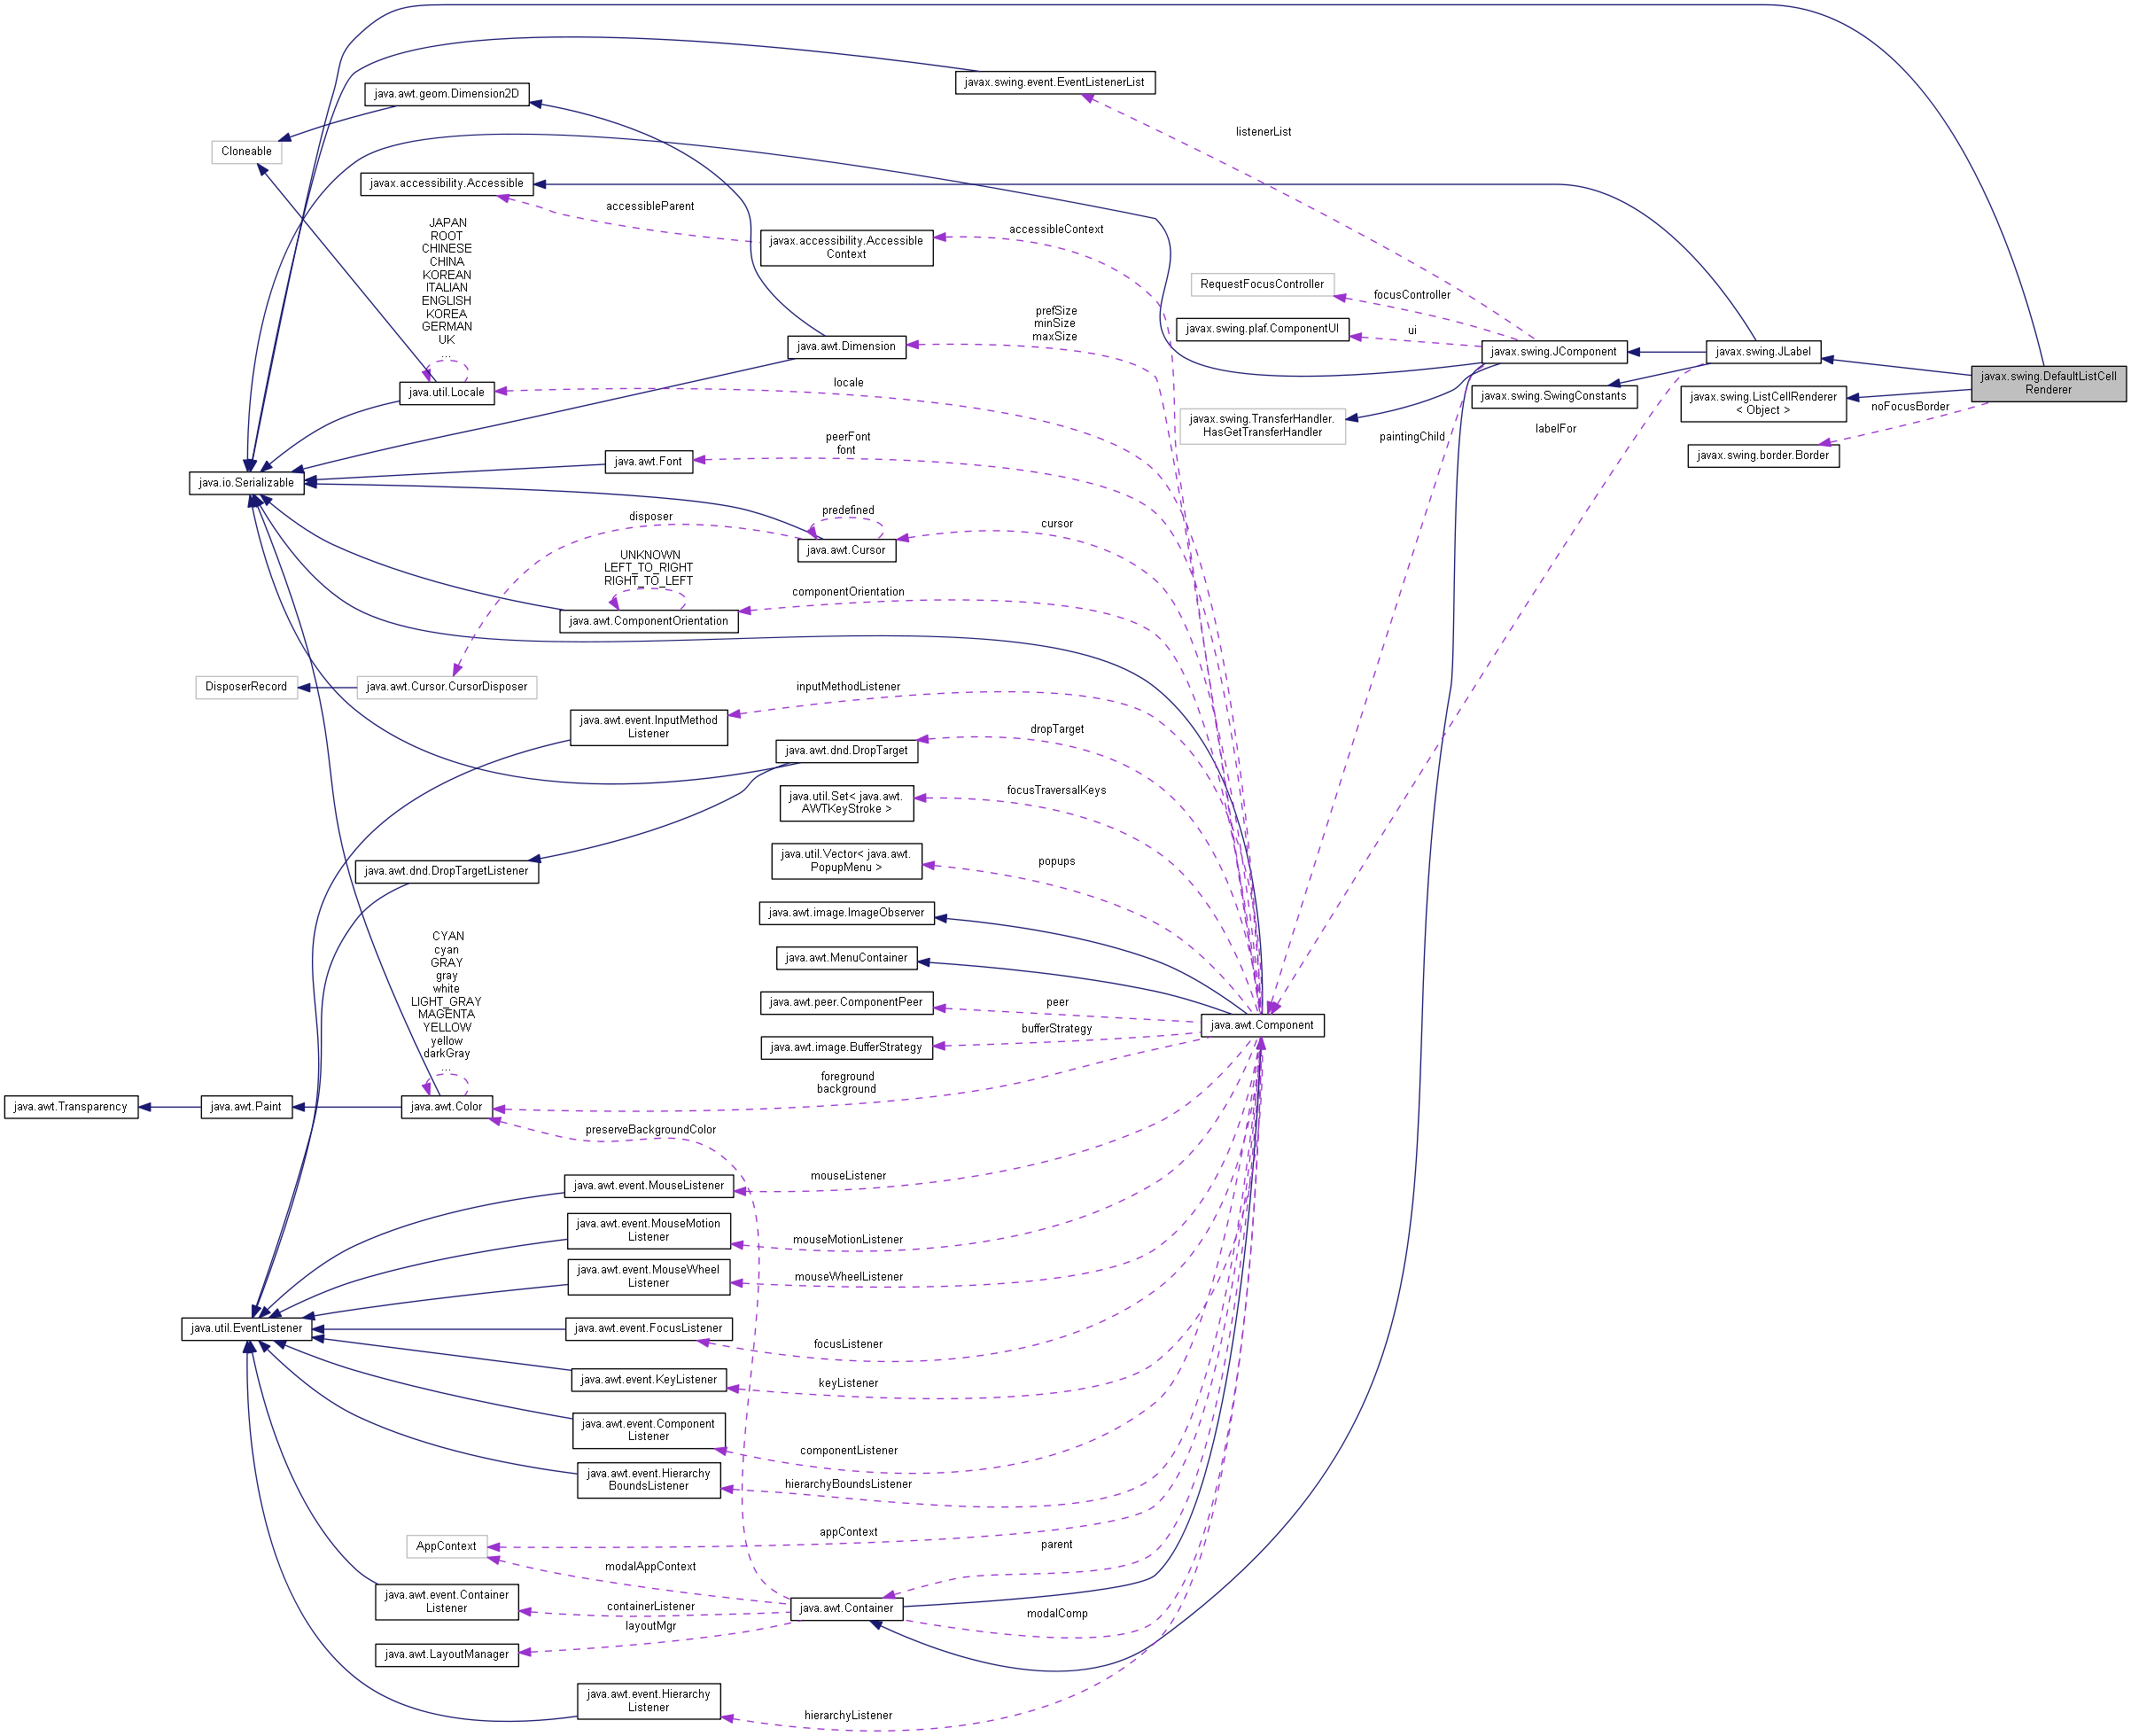 javax.swing.event.EventListenerList
java.awt.geom.Dimension2D
listenerList
Cloneable
javax.accessibility.Accessible
accessibleParent
JAPAN
ROOT
CHINESE
CHINA
KOREAN
ITALIAN
ENGLISH
KOREA
GERMAN
UK
...
javax.accessibility.Accessible
Context
accessibleContext
RequestFocusController
focusController
javax.swing.plaf.ComponentUI
ui
prefSize
minSize
maxSize
java.awt.Dimension
javax.swing.JComponent
javax.swing.JLabel
javax.swing.DefaultListCell
Renderer
java.util.Locale
locale
javax.swing.SwingConstants
javax.swing.ListCellRenderer
< Object >
noFocusBorder
javax.swing.TransferHandler.
HasGetTransferHandler
paintingChild
labelFor
javax.swing.border.Border
peerFont
font
java.awt.Font
java.io.Serializable
disposer
predefined
cursor
java.awt.Cursor
UNKNOWN
LEFT_TO_RIGHT
RIGHT_TO_LEFT
componentOrientation
java.awt.ComponentOrientation
DisposerRecord
java.awt.Cursor.CursorDisposer
inputMethodListener
java.awt.event.InputMethod
Listener
dropTarget
java.awt.dnd.DropTarget
java.util.Set< java.awt.
AWTKeyStroke >
focusTraversalKeys
java.util.Vector< java.awt.
PopupMenu >
popups
java.awt.dnd.DropTargetListener
java.awt.image.ImageObserver
java.awt.MenuContainer
CYAN
cyan
GRAY
gray
white
LIGHT_GRAY
MAGENTA
YELLOW
yellow
darkGray
...
java.awt.peer.ComponentPeer
peer
java.awt.Component
bufferStrategy
java.awt.image.BufferStrategy
foreground
background
java.awt.Transparency
java.awt.Paint
java.awt.Color
preserveBackgroundColor
mouseListener
java.awt.event.MouseListener
java.awt.event.MouseMotion
Listener
mouseMotionListener
java.awt.event.MouseWheel
Listener
mouseWheelListener
java.util.EventListener
java.awt.event.FocusListener
focusListener
java.awt.event.KeyListener
keyListener
java.awt.event.Component
Listener
componentListener
java.awt.event.Hierarchy
BoundsListener
hierarchyBoundsListener
appContext
AppContext
parent
modalAppContext
java.awt.event.Container
Listener
containerListener
java.awt.Container
modalComp
layoutMgr
java.awt.LayoutManager
java.awt.event.Hierarchy
Listener
hierarchyListener